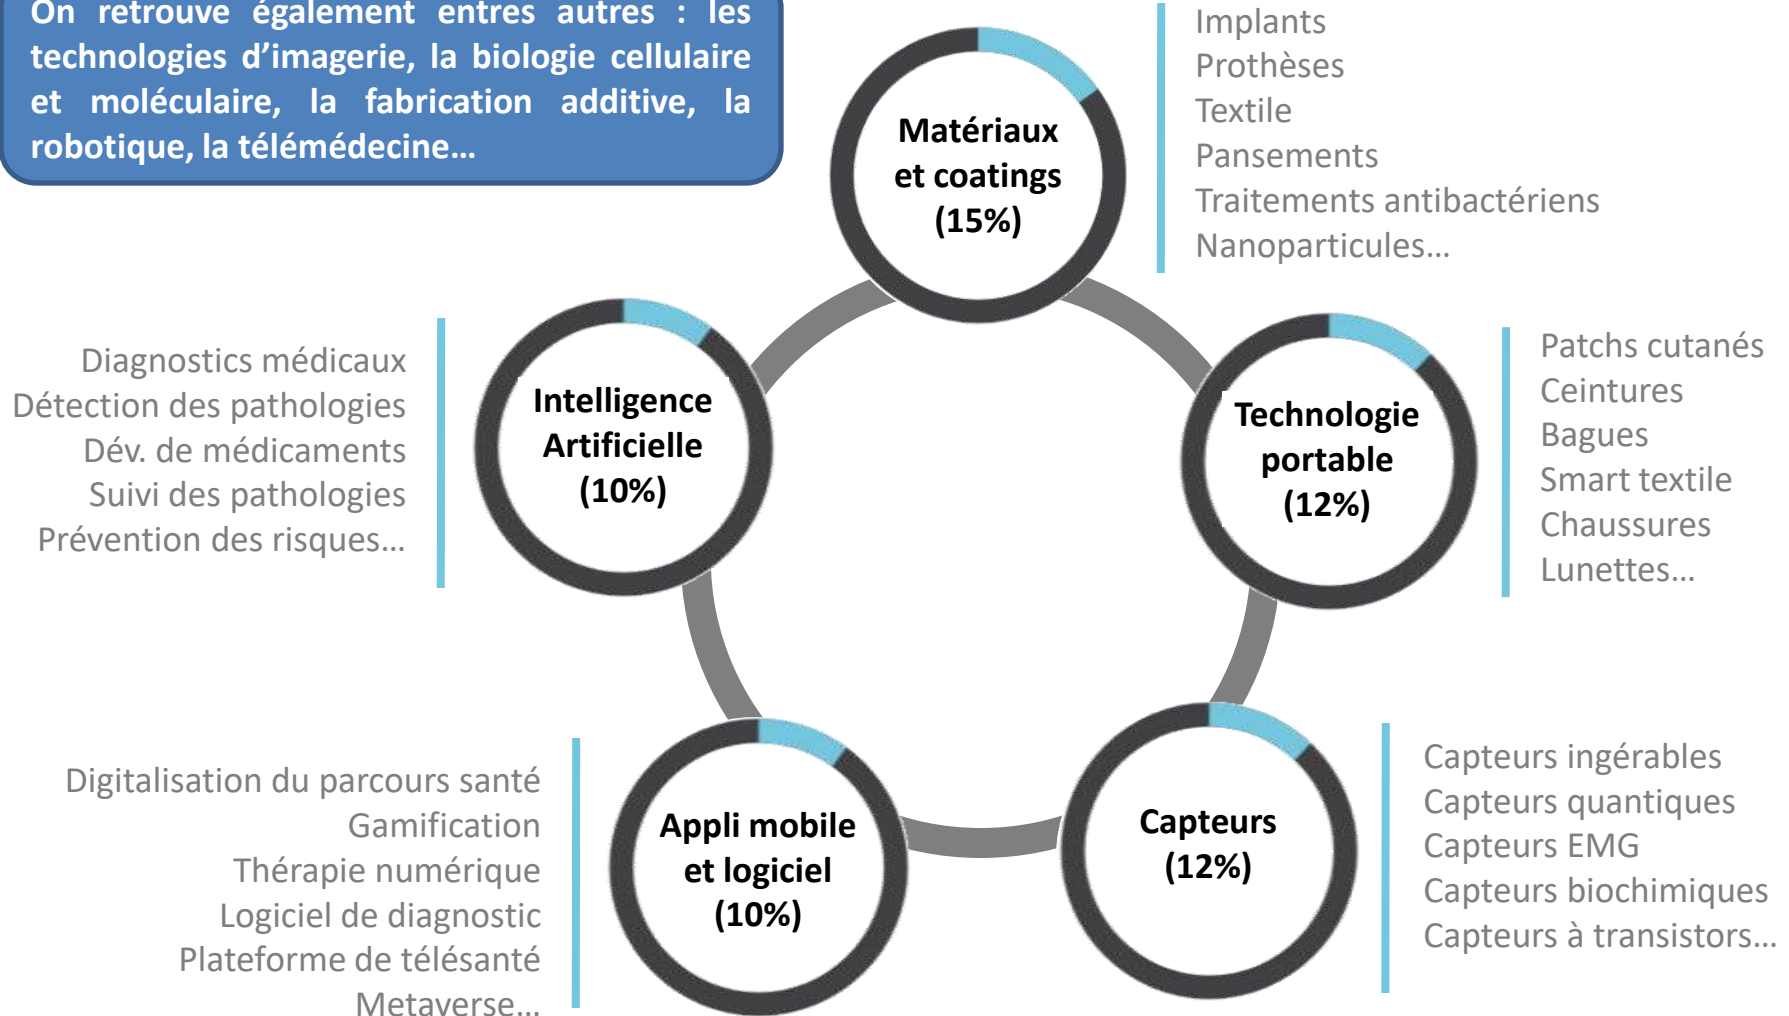 On retrouve également entres autres : les
technologies d’imagerie, la biologie cellulaire
et moléculaire, la fabrication additive, la
robotique, la télémédecine…
Matériaux
et coatings
(15%)
Implants
Prothèses
Textile
Pansements
Traitements antibactériens
Nanoparticules…
Diagnostics médicaux
Détection des pathologies
Dév. de médicaments
Suivi des pathologies
Prévention des risques…
Intelligence
Artificielle
(10%)
Technologie
portable
(12%)
Patchs cutanés
Ceintures
Bagues
Smart textile
Chaussures
Lunettes…
Digitalisation du parcours santé
Gamification
Thérapie numérique
Logiciel de diagnostic
Plateforme de télésanté
Metaverse…
Appli mobile
et logiciel
(10%)
Capteurs
(12%)
Capteurs ingérables
Capteurs quantiques
Capteurs EMG
Capteurs biochimiques
Capteurs à transistors…